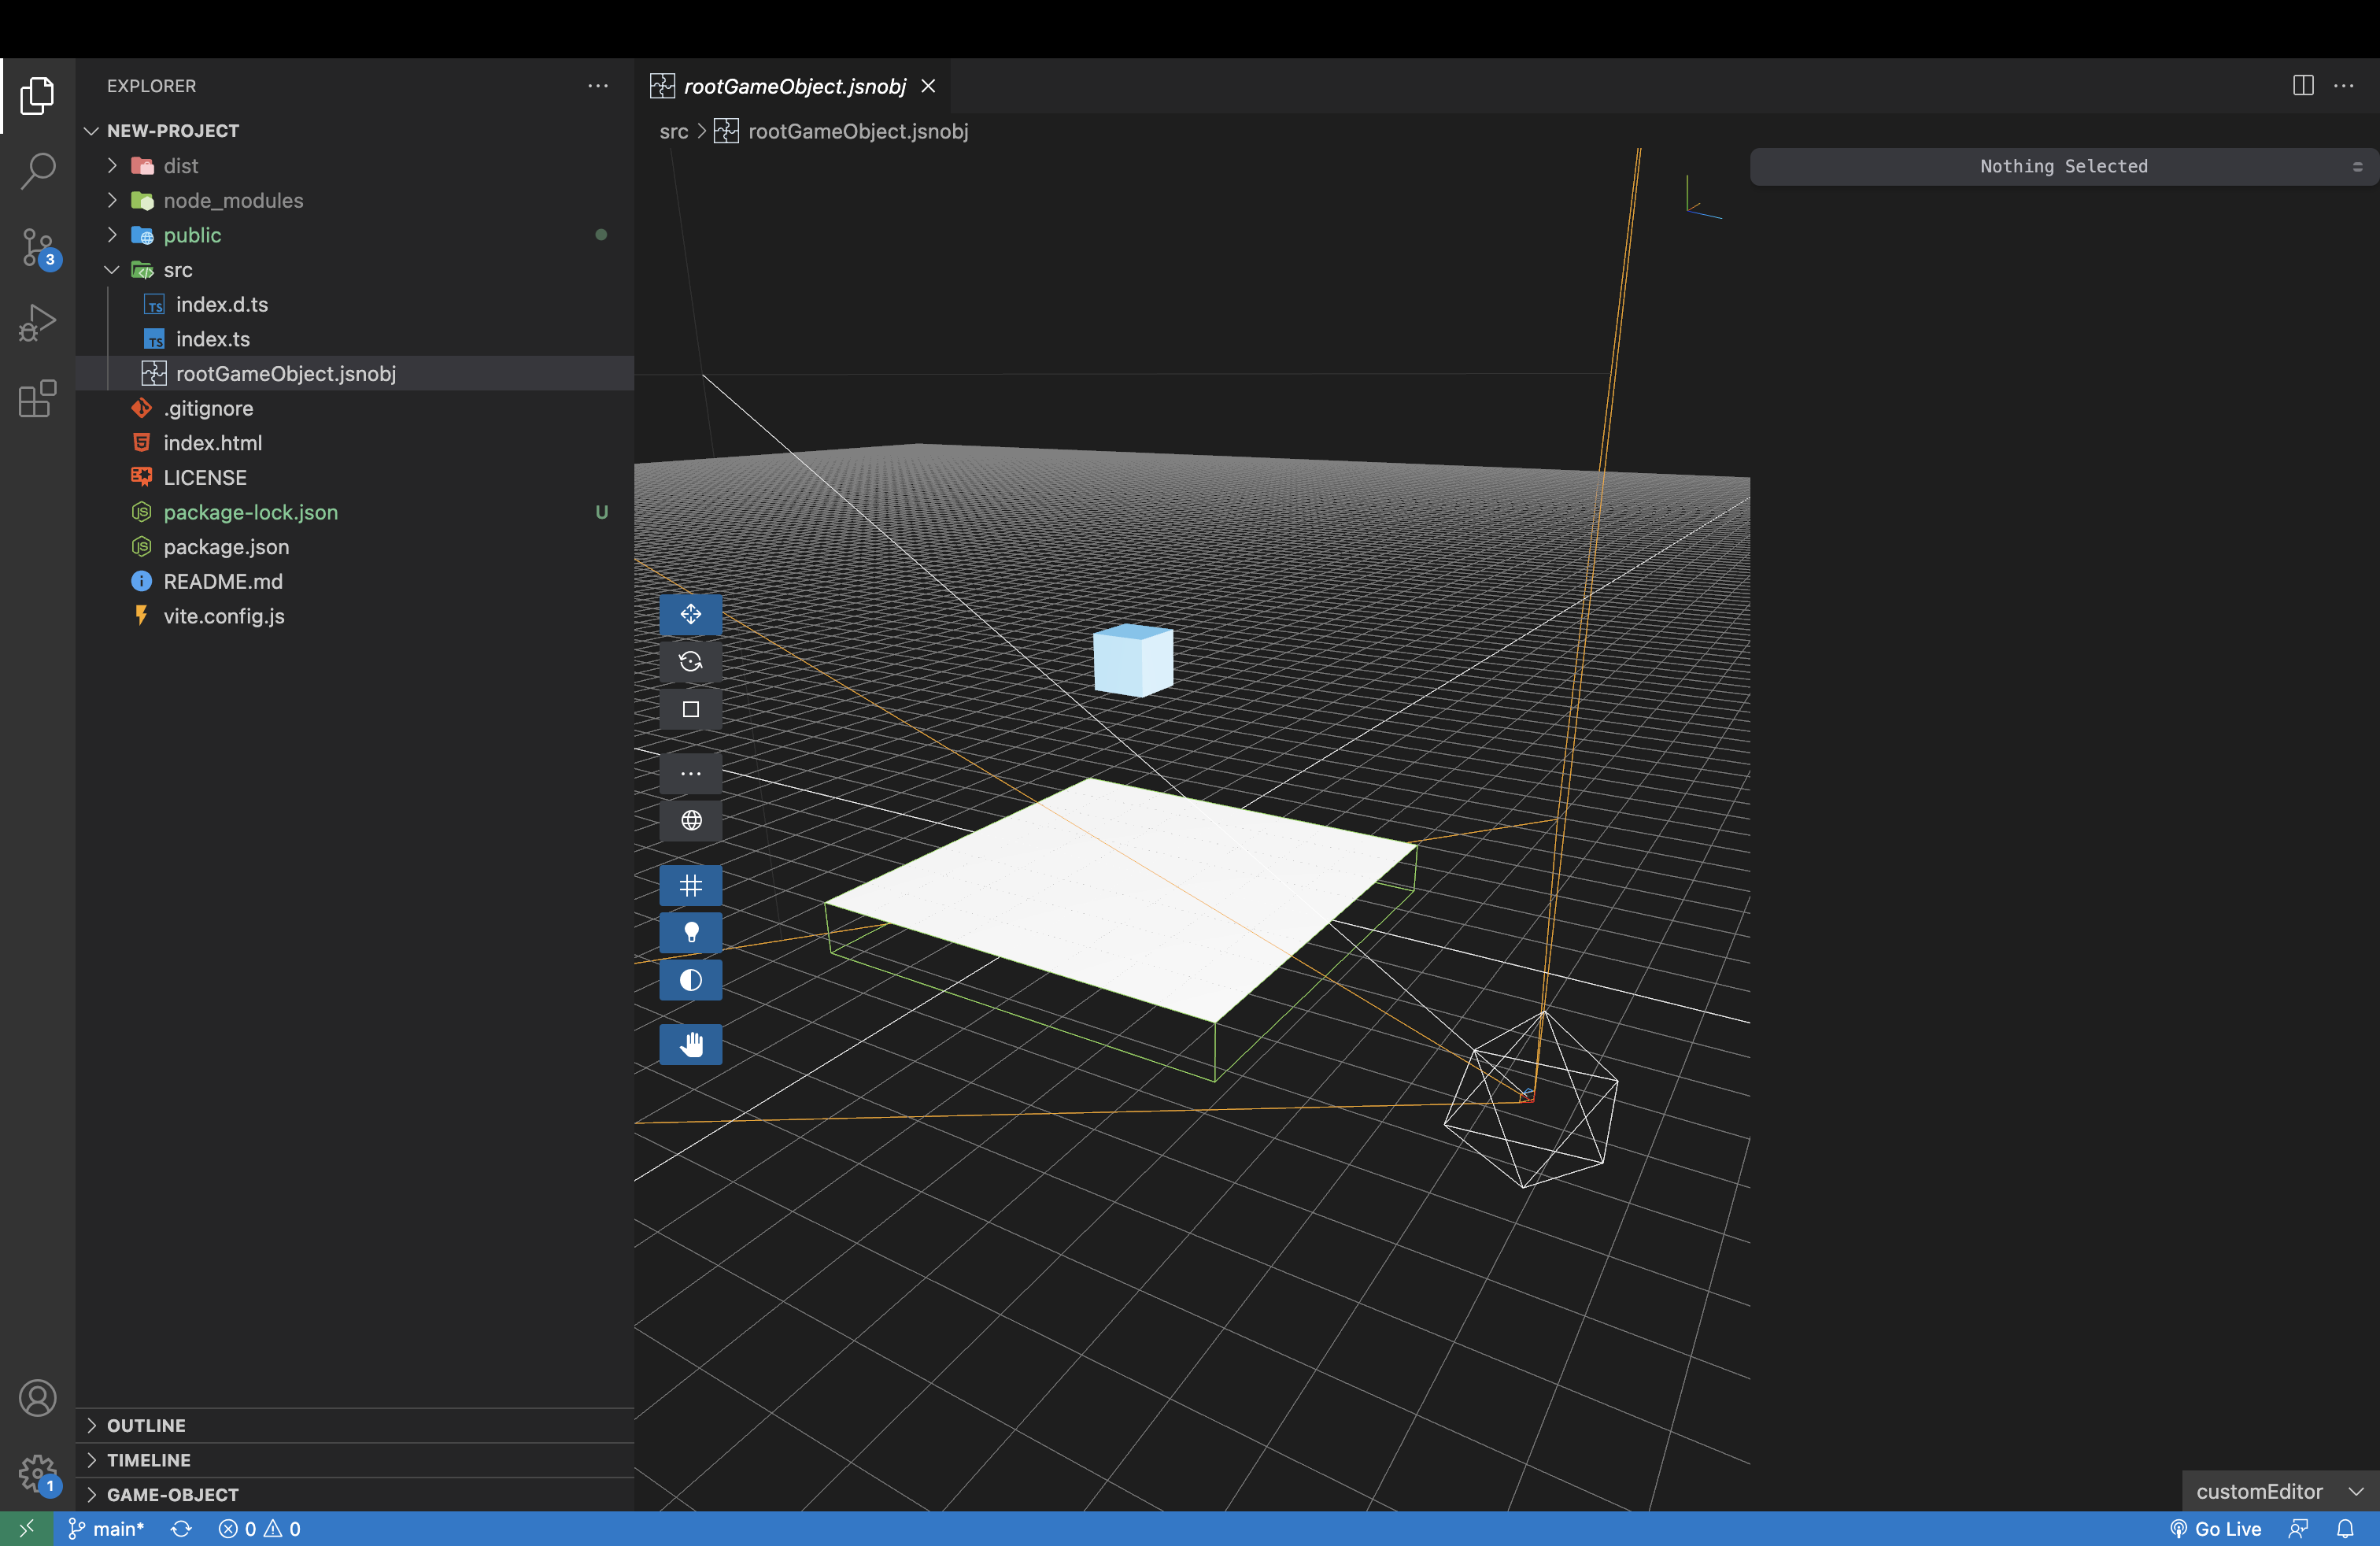 EXPLORER
NEW-PROJECT
dist
node_modules
public
src
index.d.ts
index.ts
rootGameObject.jsnobj
.gitignore
index.html
LICENSE
package-lock.json U
package.json
README.md
vite.config.js
OUTLINE
TIMELINE
GAME-OBJECT
rootGameObject.jsnobj
src > rootGameObject.jsnobj
Nothing Selected
customEditor
3
1
main* 0 0 Go Live